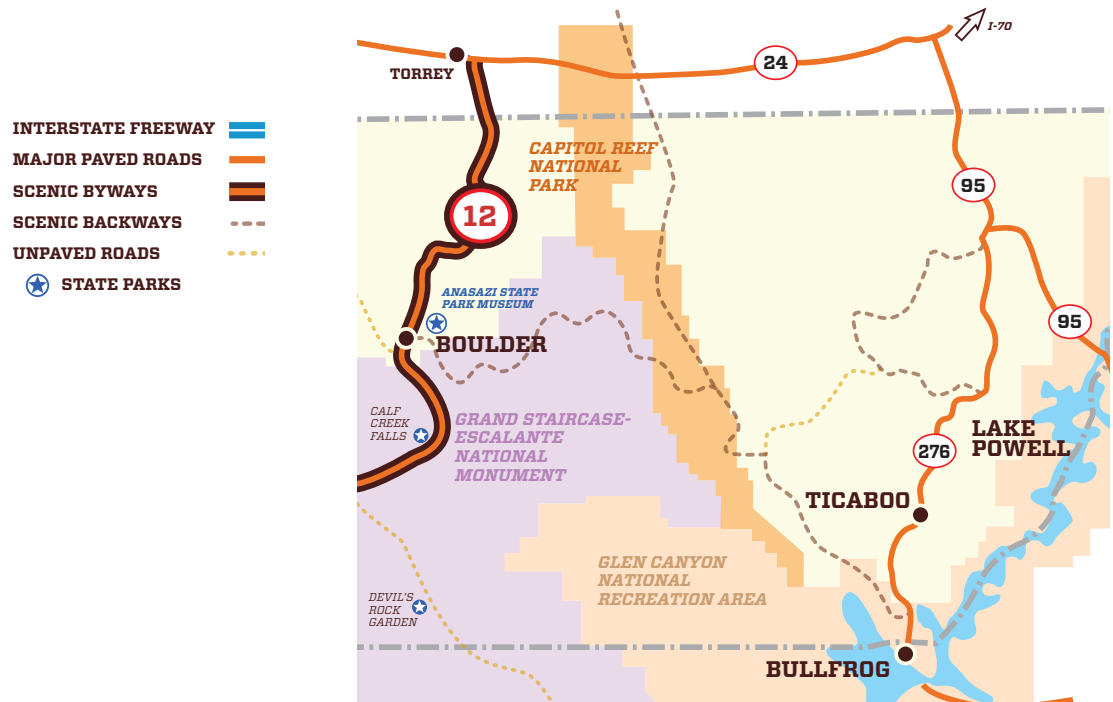 I-70
24
TORREY
INTERSTATE FREEWAY
MAJOR PAVED ROADS
SCENIC BYWAYS
SCENIC BACKWAYS
UNPAVED ROADS
STATE PARKS
CAPITOL REEF
NATIONAL
PARK
95
12
ANASAZI STATE
PARK MUSEUM
BOULDER
95
CALF
CREEK
FALLS
GRAND STAIRCASE-
ESCALANTE
NATIONAL
MONUMENT
LAKE
POWELL
276
TICABOO
GLEN CANYON
NATIONAL
RECREATION AREA
DEVIL'S
ROCK
GARDEN
BULLFROG